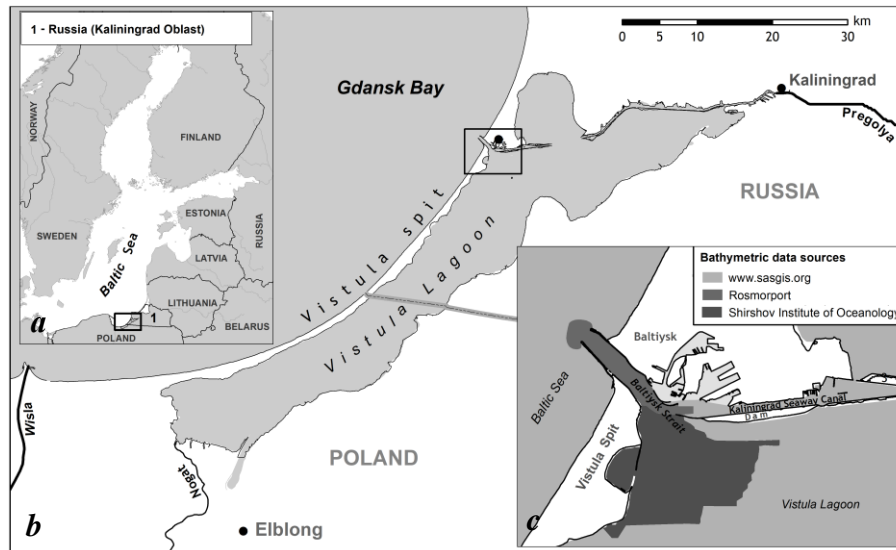 1 - Russia (Kaliningrad Oblast)
NORWAY
FINLAND
SWEDEN
ESTONIA
RUSSIA
LATVIA
Baltic Sea
LITHUANIA
BELARUS
1
POLAND
a
km
0 5 10 20 30
Gdansk Bay
Kaliningrad
Pregolya
RUSSIA
Vistula spit
Vistula Lagoon
Wisla
Nogat
POLAND
Elblong
b
Bathymetric data sources
www.sasgis.org
Rosmorport
Shirshov Institute of Oceanology
Baltiysk
Baltic Sea
Baltiysk Strait
Kaliningrad Seaway Canal
Dam
Vistula Spit
Vistula Lagoon
c